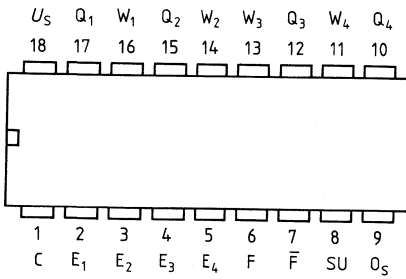 U_S Q_1 W_1 Q_2 W_2 W_3 Q_3 W_4 Q_4
18 17 16 15 14 13 12 11 10
1 2 3 4 5 6 7 8 9
C E_1 E_2 E_3 E_4 F F̅ SU O_S